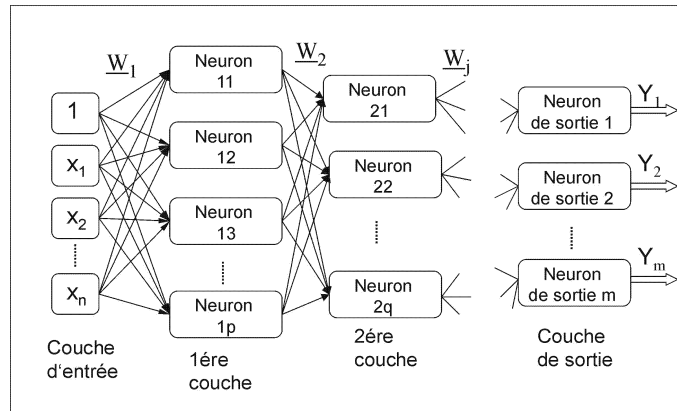 W1
W2
Wj
1
x1
x2
xn
Couche
d'entrée
Neuron
11
Neuron
12
Neuron
13
Neuron
1p
1ére
couche
Neuron
21
Neuron
22
Neuron
2q
2ére
couche
Neuron
de sortie 1
Y1
Neuron
de sortie 2
Y2
Neuron
de sortie m
Ym
Couche
de sortie